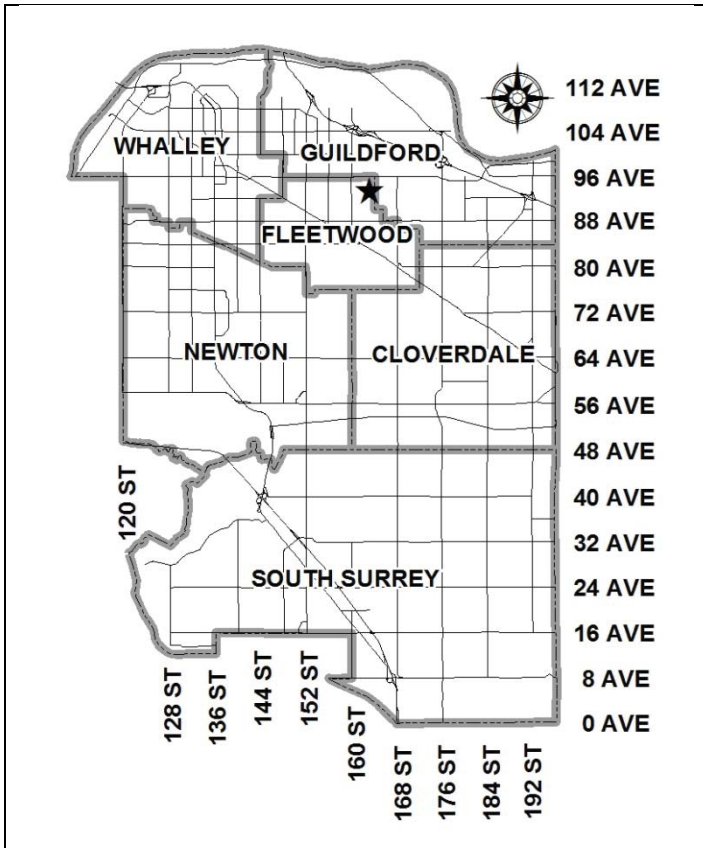 112 AVE
104 AVE
WHALLEY
GUILDFORD
96 AVE
88 AVE
FLEETWOOD
80 AVE
72 AVE
NEWTON
CLOVERDALE
64 AVE
56 AVE
48 AVE
120 ST
40 AVE
32 AVE
SOUTH SURREY
24 AVE
16 AVE
128 ST
136 ST
144 ST
152 ST
160 ST
8 AVE
0 AVE
168 ST
176 ST
184 ST
192 ST